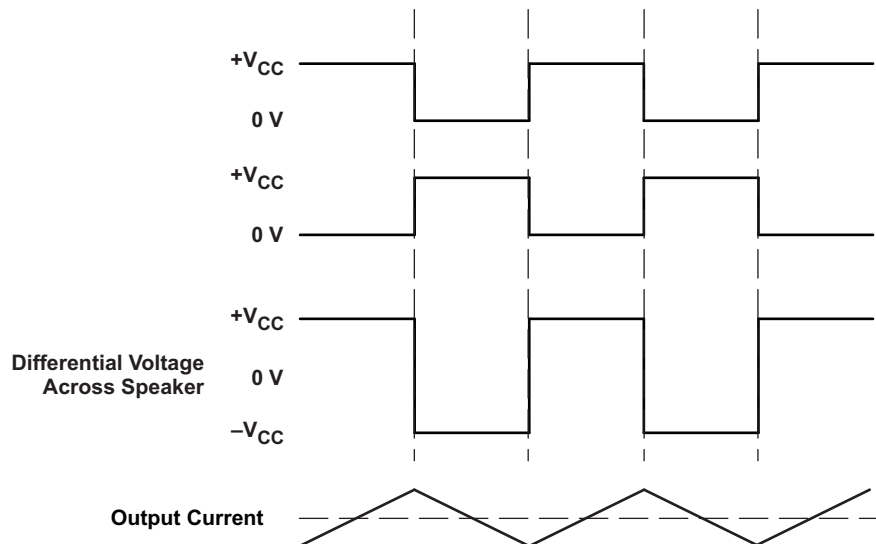 +VCC
0 V
+VCC
0 V
+VCC
Differential Voltage
Across Speaker
0 V
–VCC
Output Current